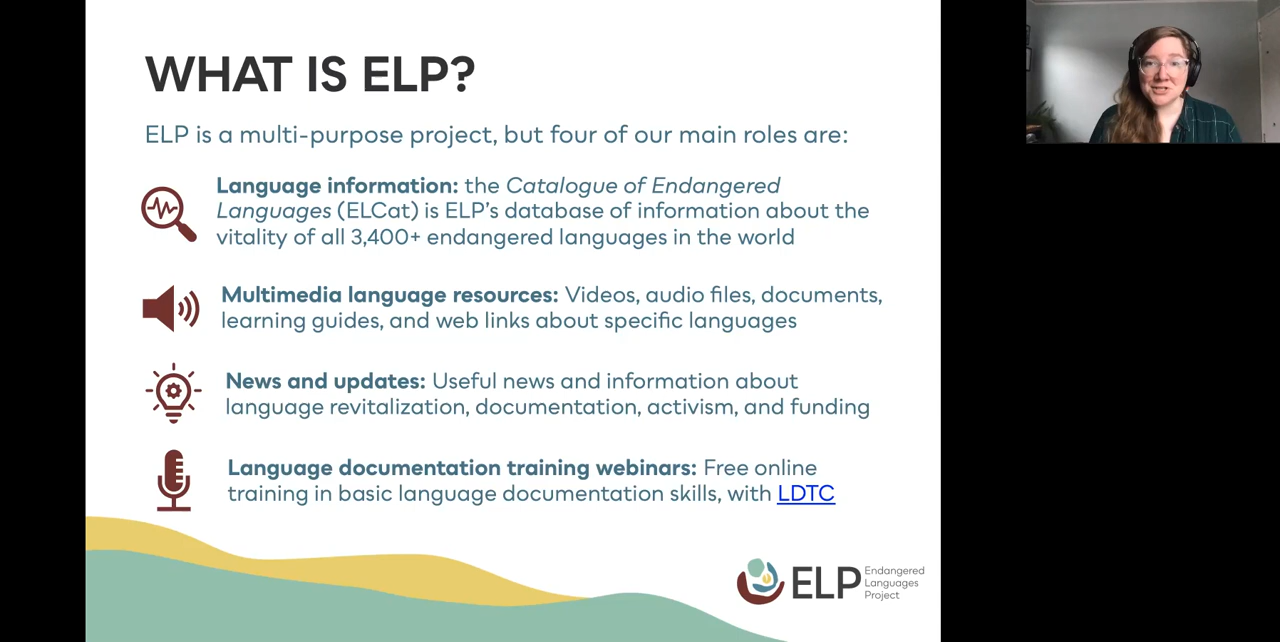 WHAT IS ELP?
ELP is a multi-purpose project, but four of our main roles are:
Language information: the Catalogue of Endangered
Languages (ELCat) is ELP's database of information about the
vitality of all 3,400+ endangered languages in the world
Multimedia language resources: Videos, audio files, documents,
learning guides, and web links about specific languages
News and updates: Useful news and information about
language revitalization, documentation, activism, and funding
Language documentation training webinars: Free online
training in basic language documentation skills, with LDTC
ELP
Endangered
Languages
Project